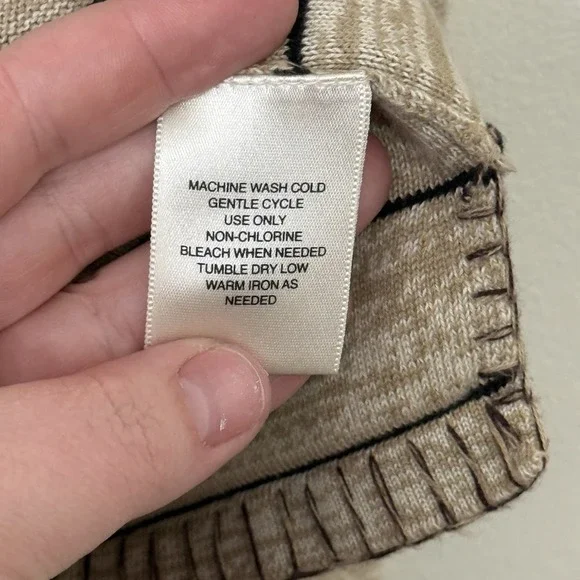 MACHINE WASH COLD
GENTLE CYCLE
USE ONLY
NON-CHLORINE
BLEACH WHEN NEEDED
TUMBLE DRY LOW
WARM IRON AS
NEEDED